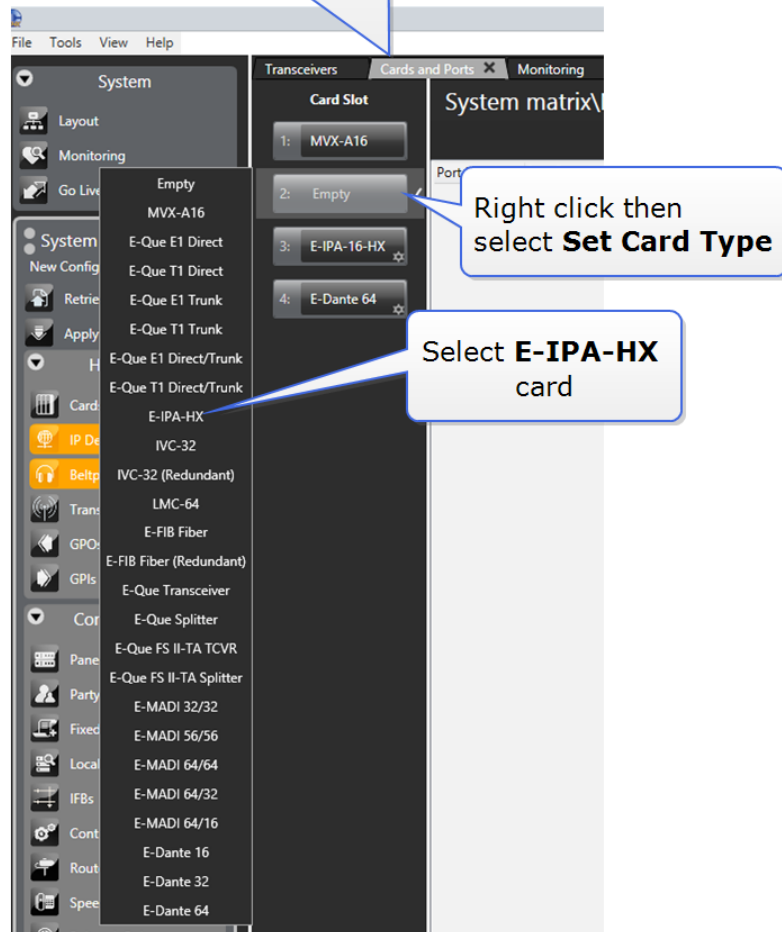 File Tools View Help
System
Layout
Monitoring
Go Live
System
New Config
Retrie
Apply
H
Card
IP De
Beltp
Trans
GPO
GPIs
Con
Pane
Party
Fixed
Local
IFBs
Cont
Rout
Spee
Empty
MVX-A16
E-Que E1 Direct
E-Que T1 Direct
E-Que E1 Trunk
E-Que T1 Trunk
E-Que E1 Direct/Trunk
E-Que T1 Direct/Trunk
E-IPA-HX
IVC-32
IVC-32 (Redundant)
LMC-64
E-FIB Fiber
E-FIB Fiber (Redundant)
E-Que Transceiver
E-Que Splitter
E-Que FS II-TA TCVR
E-Que FS II-TA Splitter
E-MADI 32/32
E-MADI 56/56
E-MADI 64/64
E-MADI 64/32
E-MADI 64/16
E-Dante 16
E-Dante 32
E-Dante 64
Transceivers Cards and Ports Monitoring
Card Slot
1: MVX-A16
2: Empty
3: E-IPA-16-HX
4: E-Dante 64
System matrix\
Port
Right click then
select Set Card Type
Select E-IPA-HX
card